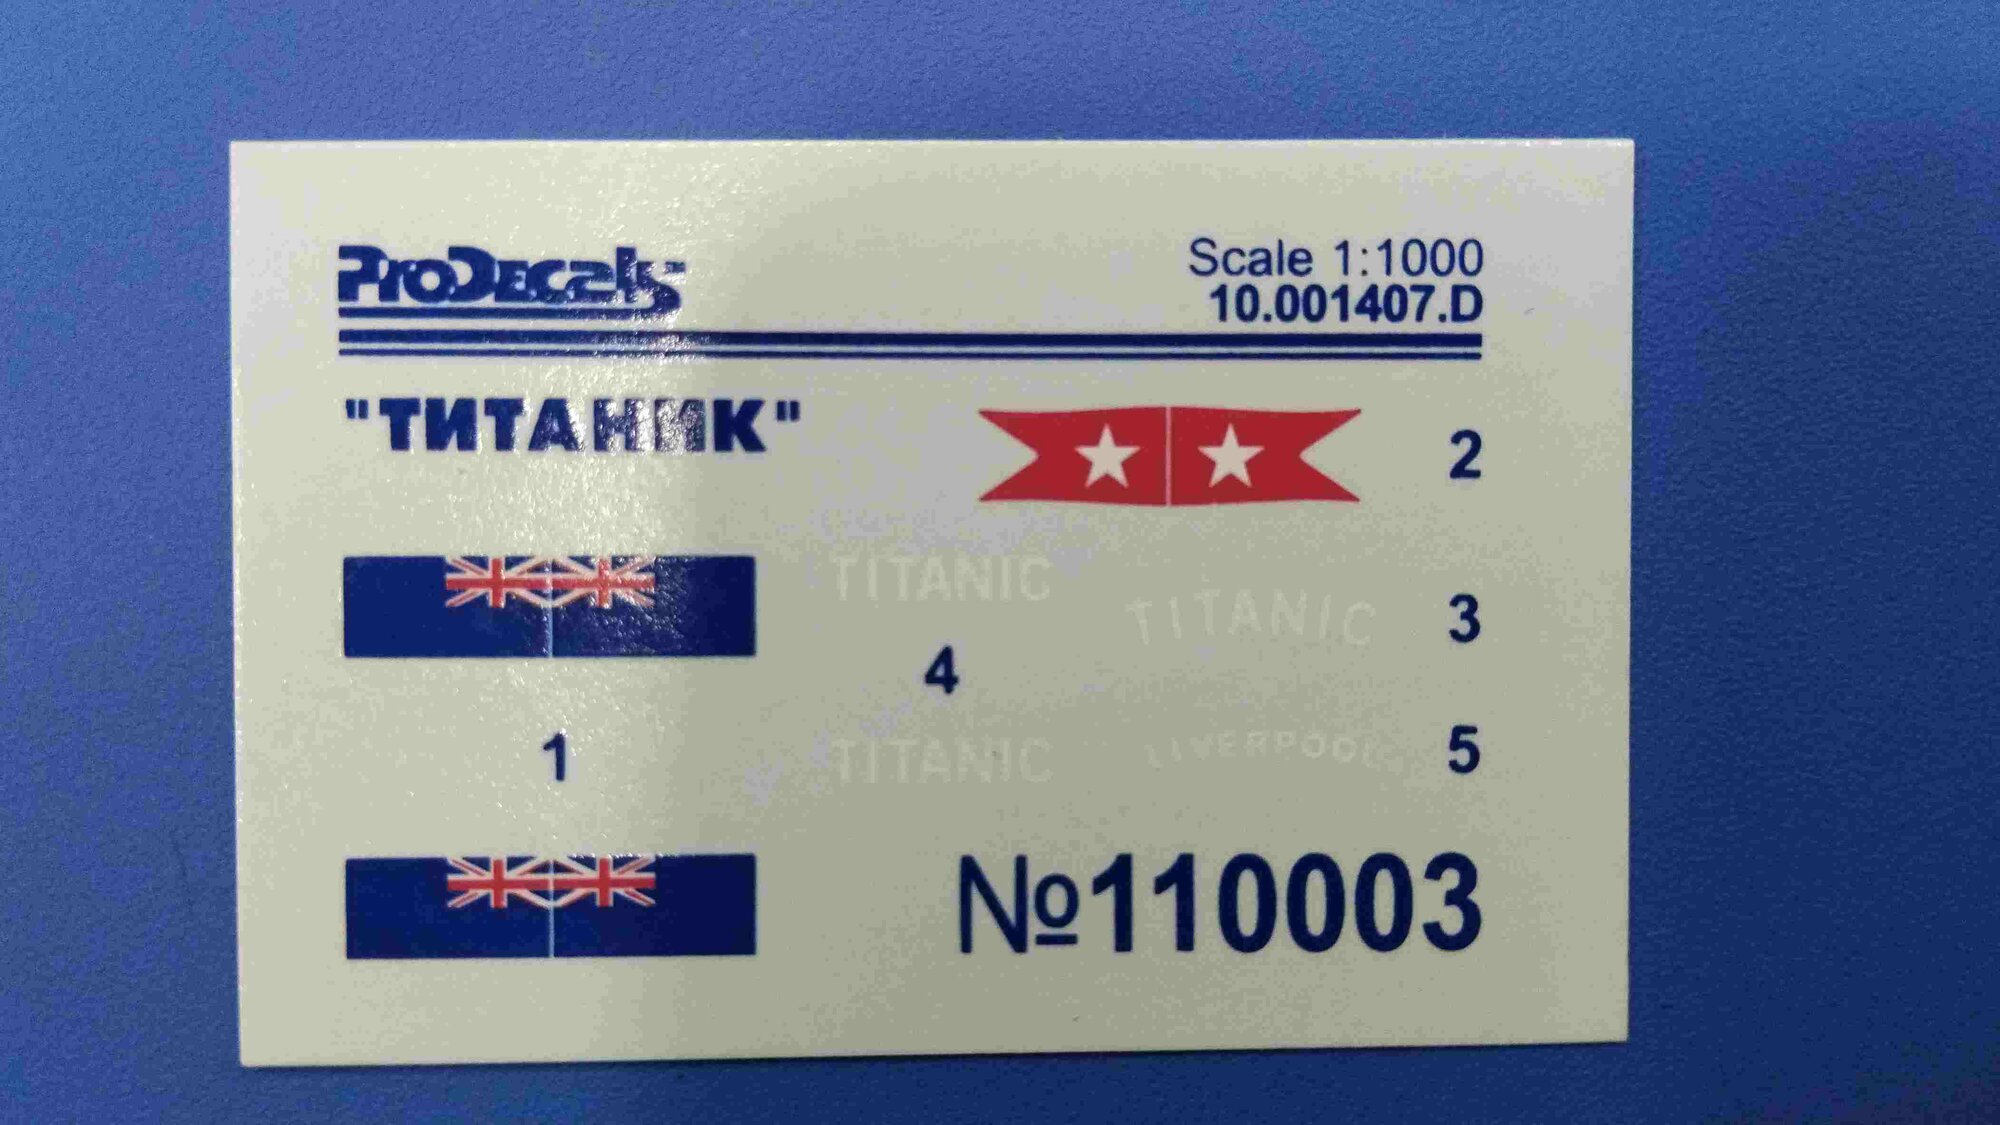 ProDecals
Scale 1:1000
10.001407.D
"ТИТАНИК"
2
TITANIC
TITANIC
3
4
1
TITANIC
LIVERPOOL
5
№110003